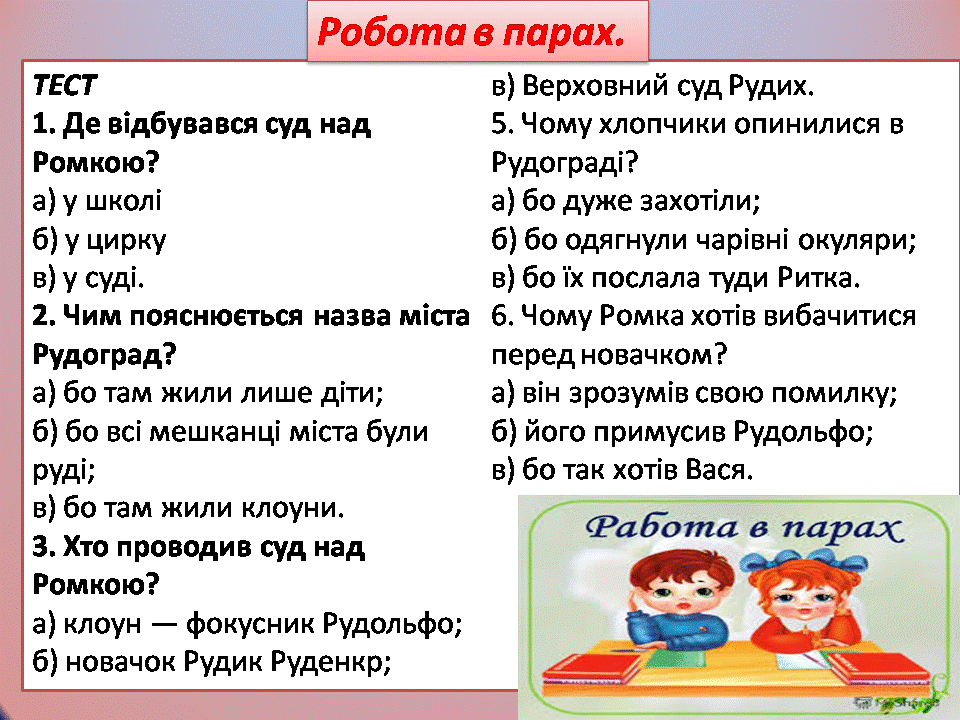 Робота в парах.
ТЕСТ
1. Де відбувався суд над
Ромкою?
а) у школі
б) у цирку
в) у суді.
2. Чим пояснюється назва міста
Рудоград?
а) бо там жили лише діти;
б) бо всі мешканці міста були
руді;
в) бо там жили клоуни.
3. Хто проводив суд над
Ромкою?
а) клоун — фокусник Рудольфо;
б) новачок Рудик Руденкр;
в) Верховний суд Рудих.
5. Чому хлопчики опинилися в
Рудограді?
а) бо дуже захотіли;
б) бо одягнули чарівні окуляри;
в) бо їх послала туди Ритка.
6. Чому Ромка хотів вибачитися
перед новачком?
а) він зрозумів свою помилку;
б) його примусив Рудольфо;
в) бо так хотів Вася.
Работа в парах
MyShared